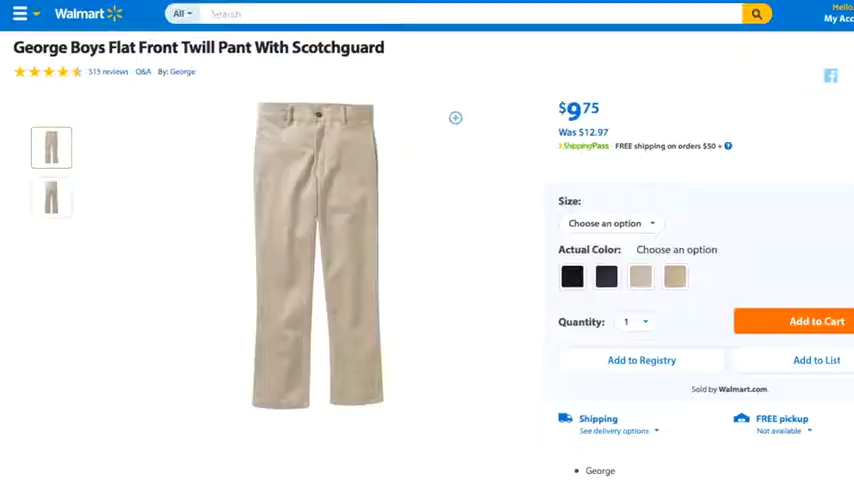 Walmart
All
Search
Hello.
My Acc
George Boys Flat Front Twill Pant With Scotchguard
515 reviews Q&A By: George
$9 75
Was $12.97
ShippingPass FREE shipping on orders $50 + ?
Size:
Choose an option
Actual Color: Choose an option
Quantity: 1
Add to Cart
Add to Registry
Add to List
Sold by Walmart.com
Shipping
See delivery options
FREE pickup
Not available
• George